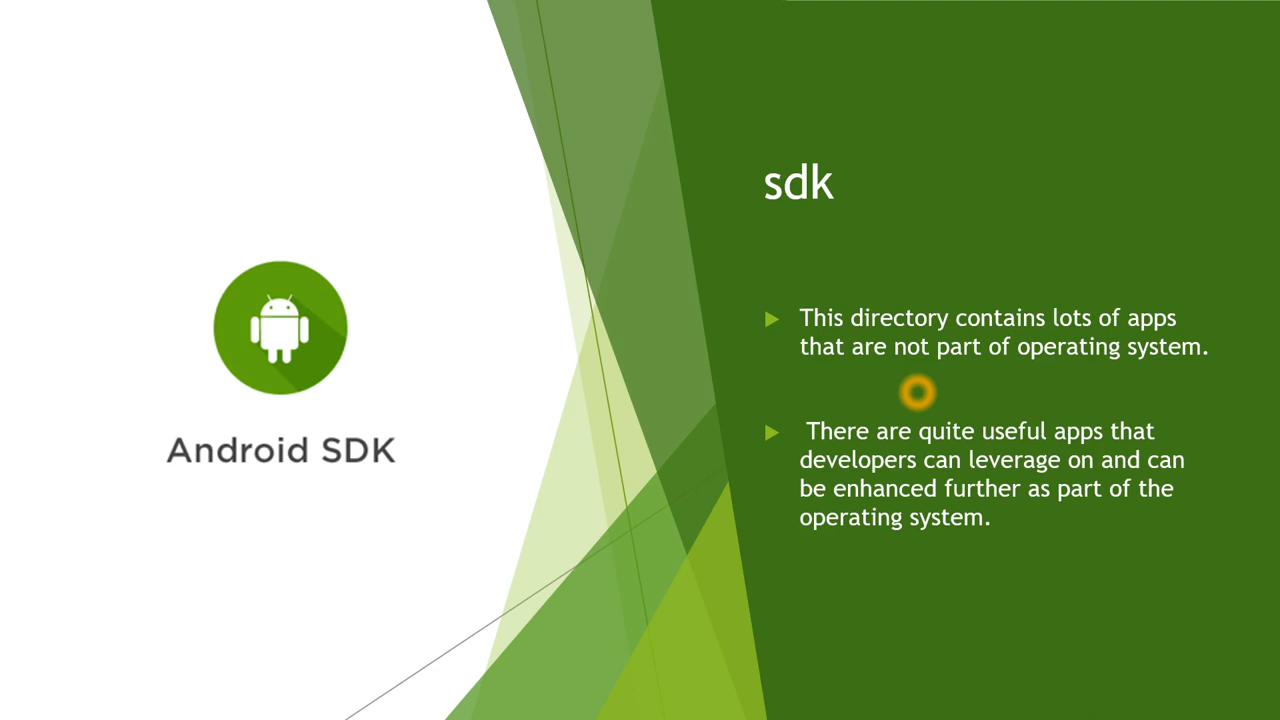 Android SDK
sdk
This directory contains lots of apps
that are not part of operating system.
There are quite useful apps that
developers can leverage on and can
be enhanced further as part of the
operating system.